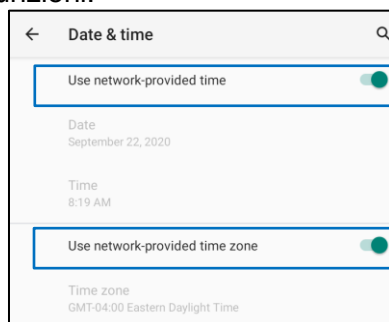 ← Date & time
Use network-provided time
Date
September 22, 2020
Time
8:19 AM
Use network-provided time zone
Time zone
GMT-04:00 Eastern Daylight Time